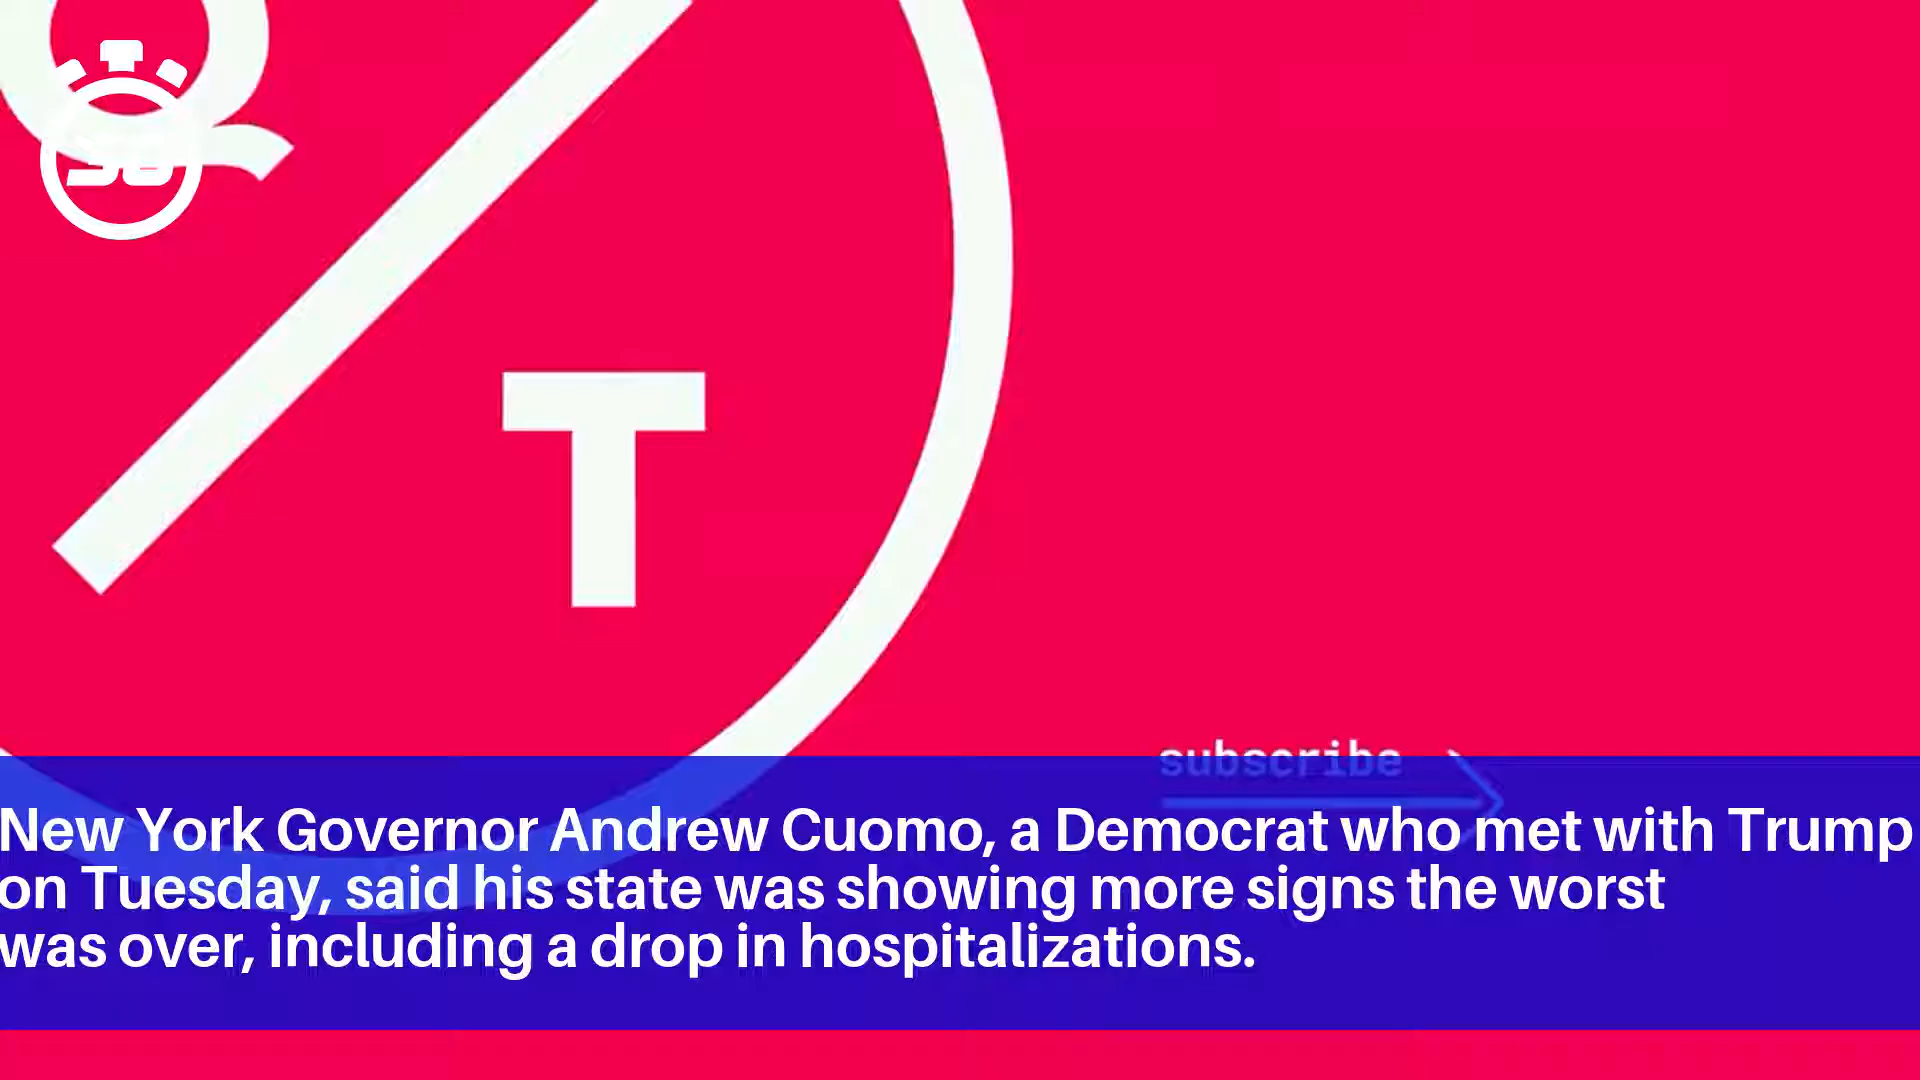 Q
T
subscribe
New York Governor Andrew Cuomo, a Democrat who met with Trump
on Tuesday, said his state was showing more signs the worst
was over, including a drop in hospitalizations.